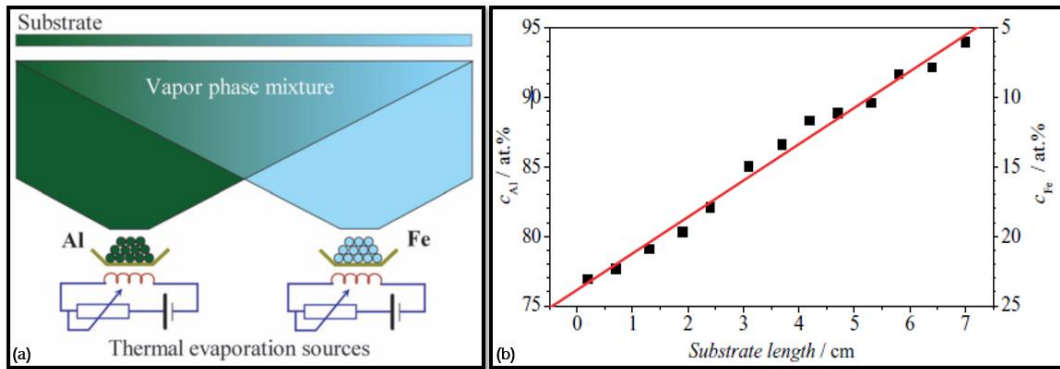 Substrate
Vapor phase mixture
Al
Fe
Thermal evaporation sources
(a)
95
90
85
80
75
c_Al / at.%
0 1 2 3 4 5 6 7
Substrate length / cm
5
10
15
20
25
c_Fe / at.%
(b)